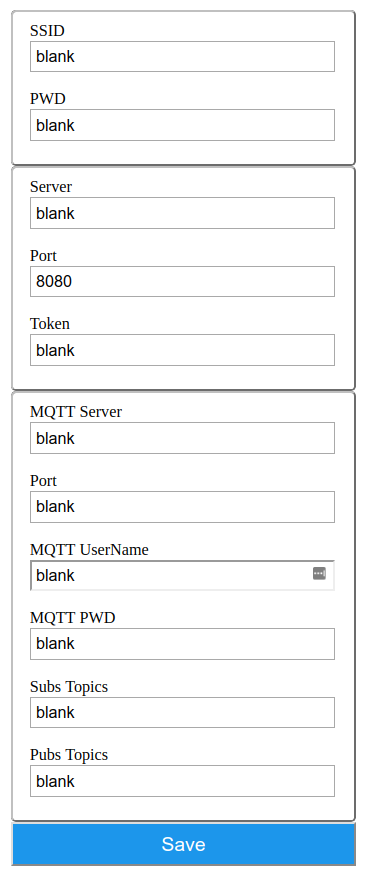 SSID
blank
PWD
blank
Server
blank
Port
8080
Token
blank
MQTT Server
blank
Port
blank
MQTT UserName
blank
MQTT PWD
blank
Subs Topics
blank
Pubs Topics
blank
Save